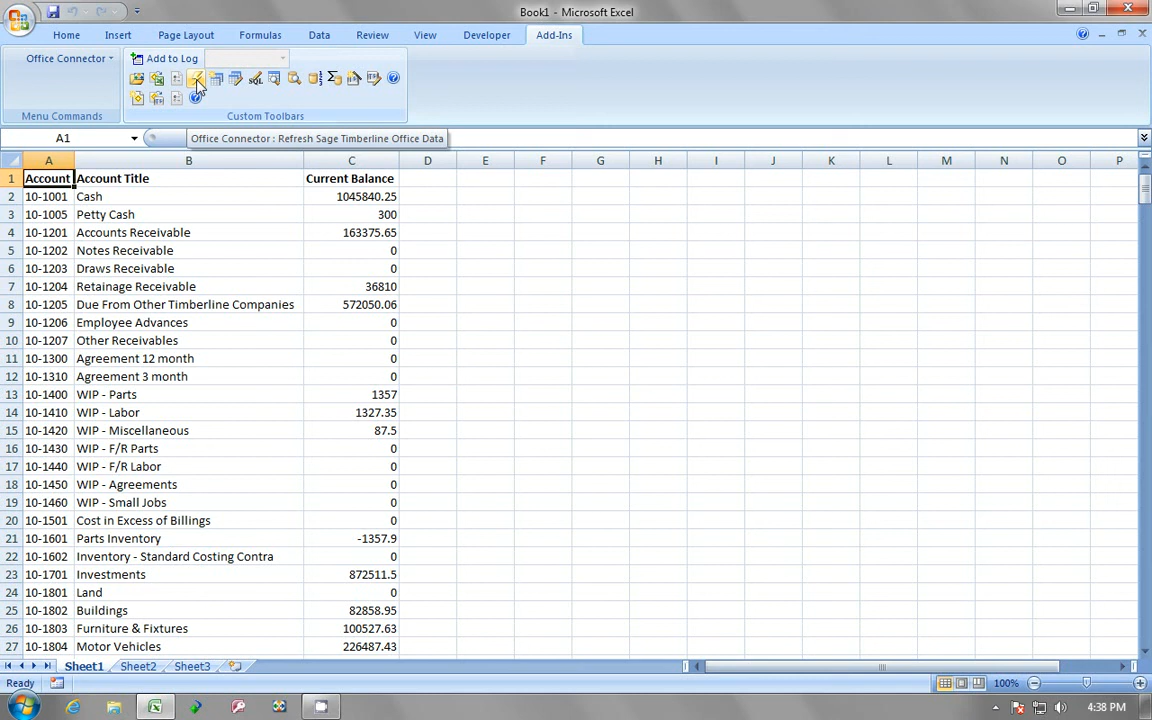 Book1 - Microsoft Excel
Home Insert Page Layout Formulas Data Review View Developer Add-Ins
Office Connector
Add to Log
SQL
Menu Commands
Custom Toolbars
A1
Office Connector : Refresh Sage Timberline Office Data
A B C D E F G H I J K L M N O P
1 Account Account Title Current Balance
2 10-1001 Cash 1045840.25
3 10-1005 Petty Cash 300
4 10-1201 Accounts Receivable 163375.65
5 10-1202 Notes Receivable 0
6 10-1203 Draws Receivable 0
7 10-1204 Retainage Receivable 36810
8 10-1205 Due From Other Timberline Companies 572050.06
9 10-1206 Employee Advances 0
10 10-1207 Other Receivables 0
11 10-1300 Agreement 12 month 0
12 10-1310 Agreement 3 month 0
13 10-1400 WIP - Parts 1357
14 10-1410 WIP - Labor 1327.35
15 10-1420 WIP - Miscellaneous 87.5
16 10-1430 WIP - F/R Parts 0
17 10-1440 WIP - F/R Labor 0
18 10-1450 WIP - Agreements 0
19 10-1460 WIP - Small Jobs 0
20 10-1501 Cost in Excess of Billings 0
21 10-1601 Parts Inventory -1357.9
22 10-1602 Inventory - Standard Costing Contra 0
23 10-1701 Investments 872511.5
24 10-1801 Land 0
25 10-1802 Buildings 82858.95
26 10-1803 Furniture & Fixtures 100527.63
27 10-1804 Motor Vehicles 226487.43
Sheet1 Sheet2 Sheet3
Ready 100%
4:38 PM